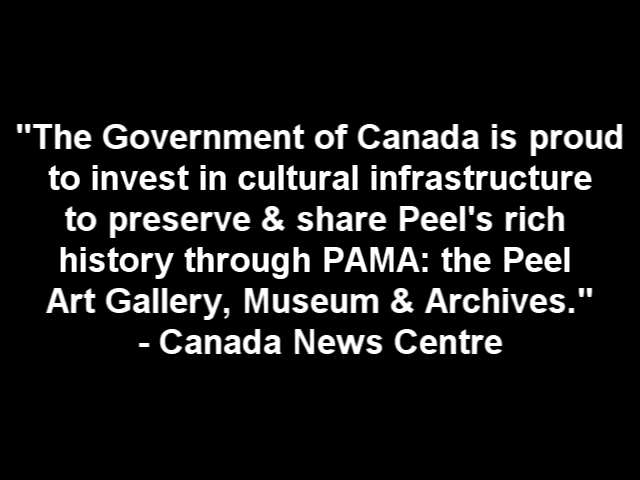 "The Government of Canada is proud
to invest in cultural infrastructure
to preserve & share Peel's rich
history through PAMA: the Peel
Art Gallery, Museum & Archives."
- Canada News Centre